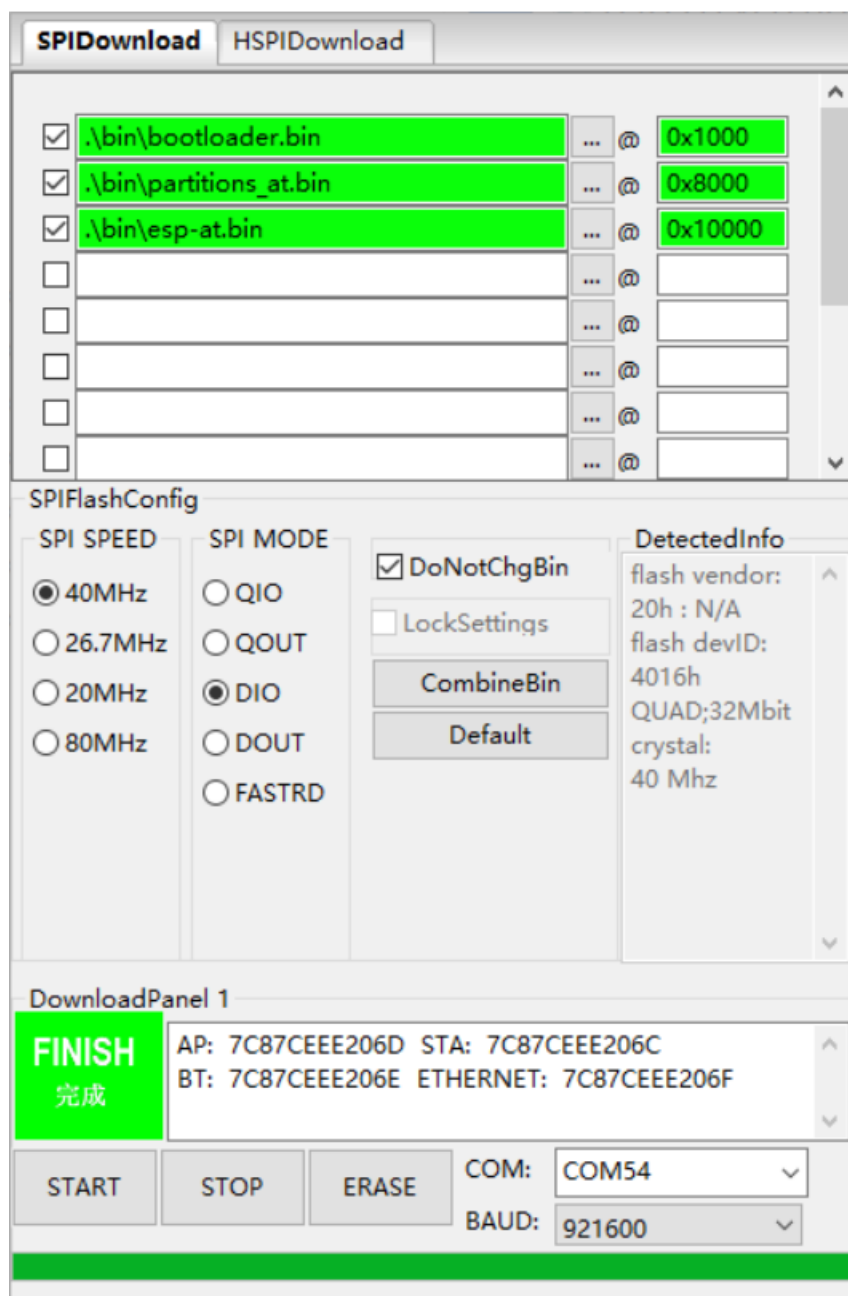 SPIDownload HSPIDownload
.\bin\bootloader.bin ... @ 0x1000
.\bin\partitions_at.bin ... @ 0x8000
.\bin\esp-at.bin ... @ 0x10000
... @
... @
... @
... @
... @
SPIFlashConfig
SPI SPEED
40MHz
26.7MHz
20MHz
80MHz
SPI MODE
QIO
QOUT
DIO
DOUT
FASTRD
DoNotChgBin
LockSettings
CombineBin
Default
DetectedInfo
flash vendor:
20h : N/A
flash devID:
4016h
QUAD;32Mbit
crystal:
40 Mhz
DownloadPanel 1
FINISH
完成
AP: 7C87CEEE206D STA: 7C87CEEE206C
BT: 7C87CEEE206E ETHERNET: 7C87CEEE206F
START STOP ERASE
COM: COM54
BAUD: 921600